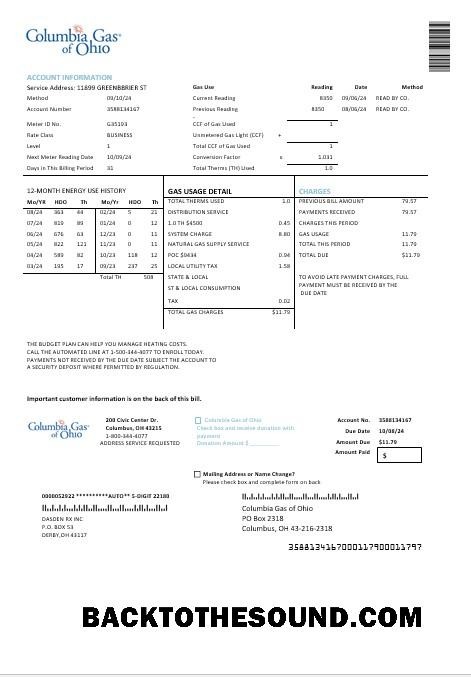 Columbia Gas®
of Ohio
ACCOUNT INFORMATION
Service Address: 11899 GREENBBRIER ST
Method 09/10/24
Account Number 3588134167
Meter ID No. G35193
Rate Class BUSINESS
Level 1
Next Meter Reading Date 10/09/24
Days in This Billing Period 31
Gas Use Reading Date Method
Current Reading 8350 09/06/24 READ BY CO.
Previous Reading 8350 08/06/24 READ BY CO.
-
CCF of Gas Used 1
Unmetered Gas Light (CCF) +
Total CCF of Gas Used 1
Conversion Factor x 1.031
Total Therms (TH) Used 1.0
12-MONTH ENERGY USE HISTORY
Mo/YR HDO Th Mo/Yr HDO Th
08/24 363 44 02/24 5 21
07/24 819 89 01/24 0 12
06/24 676 63 12/23 0 11
05/24 822 121 11/23 0 11
04/24 589 82 10/23 118 12
03/24 195 17 09/23 237 25
Total TH 508
GAS USAGE DETAIL
TOTAL THERMS USED 1.0
DISTRIBUTION SERVICE
1.0 TH $4500 0.45
SYSTEM CHARGE 8.80
NATURAL GAS SUPPLY SERVICE
POC $9434 0.94
LOCAL UTILITY TAX 1.58
STATE & LOCAL
ST & LOCAL CONSUMPTION
TAX 0.02
TOTAL GAS CHARGES $11.79
CHARGES
PREVIOUS BILL AMOUNT 79.57
PAYMENTS RECEIVED 79.57
CHARGES THIS PERIOD
GAS USAGE 11.79
TOTAL THIS PERIOD 11.79
TOTAL DUE $11.79
TO AVOID LATE PAYMENT CHARGES, FULL
PAYMENT MUST BE RECEIVED BY THE
DUE DATE
THE BUDGET PLAN CAN HELP YOU MANAGE HEATING COSTS.
CALL THE AUTOMATED LINE AT 1-500-344-4077 TO ENROLL TODAY.
PAYMENTS NOT RECEIVED BY THE DUE DATE SUBJECT THE ACCOUNT TO
A SECURITY DEPOSIT WHERE PERMITTED BY REGULATION.
Important customer information is on the back of this bill.
Columbia Gas®
of Ohio
200 Civic Center Dr.
Columbus, OH 43215
1-800-344-4077
ADDRESS SERVICE REQUESTED
Columbia Gas of Ohio
Check box and receive donation with
payment
Donation Amount $ __________
Account No. 3588134167
Due Date 10/08/24
Amount Due $11.79
Amount Paid $
Mailing Address or Name Change?
Please check box and complete form on back
0000052922 **********AUTO** 5-DIGIT 22180
DASDEN RX INC
P.O. BOX 53
DERBY,OH 43117
Columbia Gas of Ohio
PO Box 2318
Columbus, OH 43-216-2318
35881341670001179000011797
BACKTOTHESOUND.COM